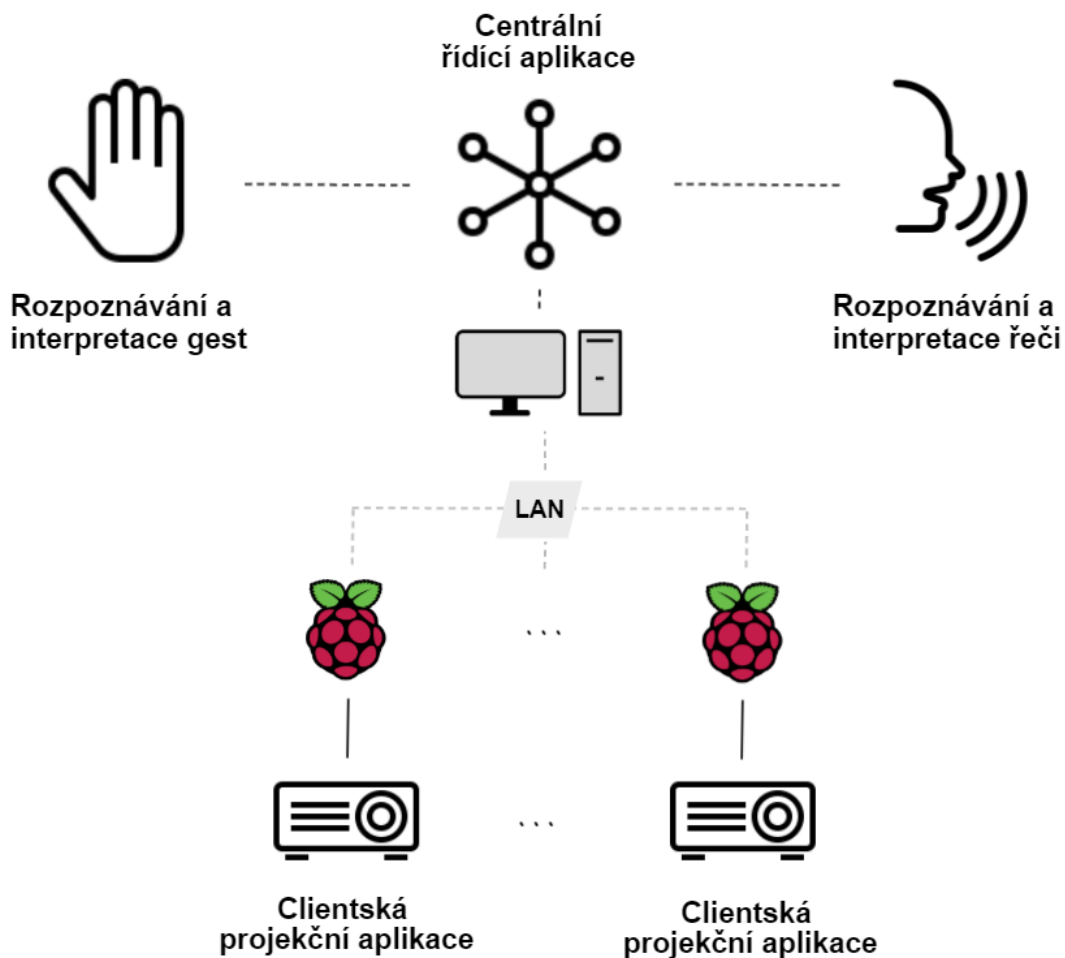 Centrální
řídící aplikace
Rozpoznávání a
interpretace gest
Rozpoznávání a
interpretace řeči
LAN
...
...
Clientská
projekční aplikace
Clientská
projekční aplikace